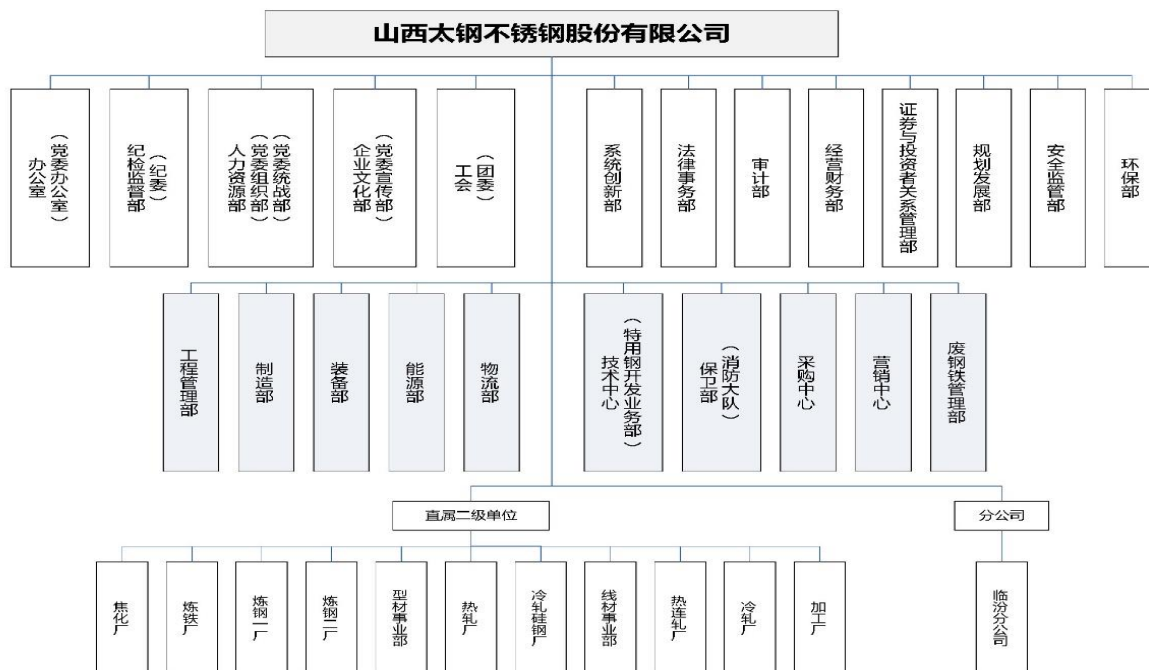 山西太钢不锈钢股份有限公司
办公室
(党委办公室)
纪检监督部
(纪委)
人力资源部
(党委组织部)
(党委统战部)
企业文化部
(党委宣传部)
工会
(团委)
系统创新部
法律事务部
审计部
经营财务部
证券与投资者关系管理部
规划发展部
安全监管部
环保部
工程管理部
制造部
装备部
能源部
物流部
技术中心
(特用钢开发业务部)
保卫部
(消防大队)
采购中心
营销中心
废钢铁管理部
直属二级单位
分公司
焦化厂
炼铁厂
炼钢一厂
炼钢二厂
型材事业部
热轧厂
冷轧硅钢厂
线材事业部
热连轧厂
冷轧厂
加工厂
临汾分公司